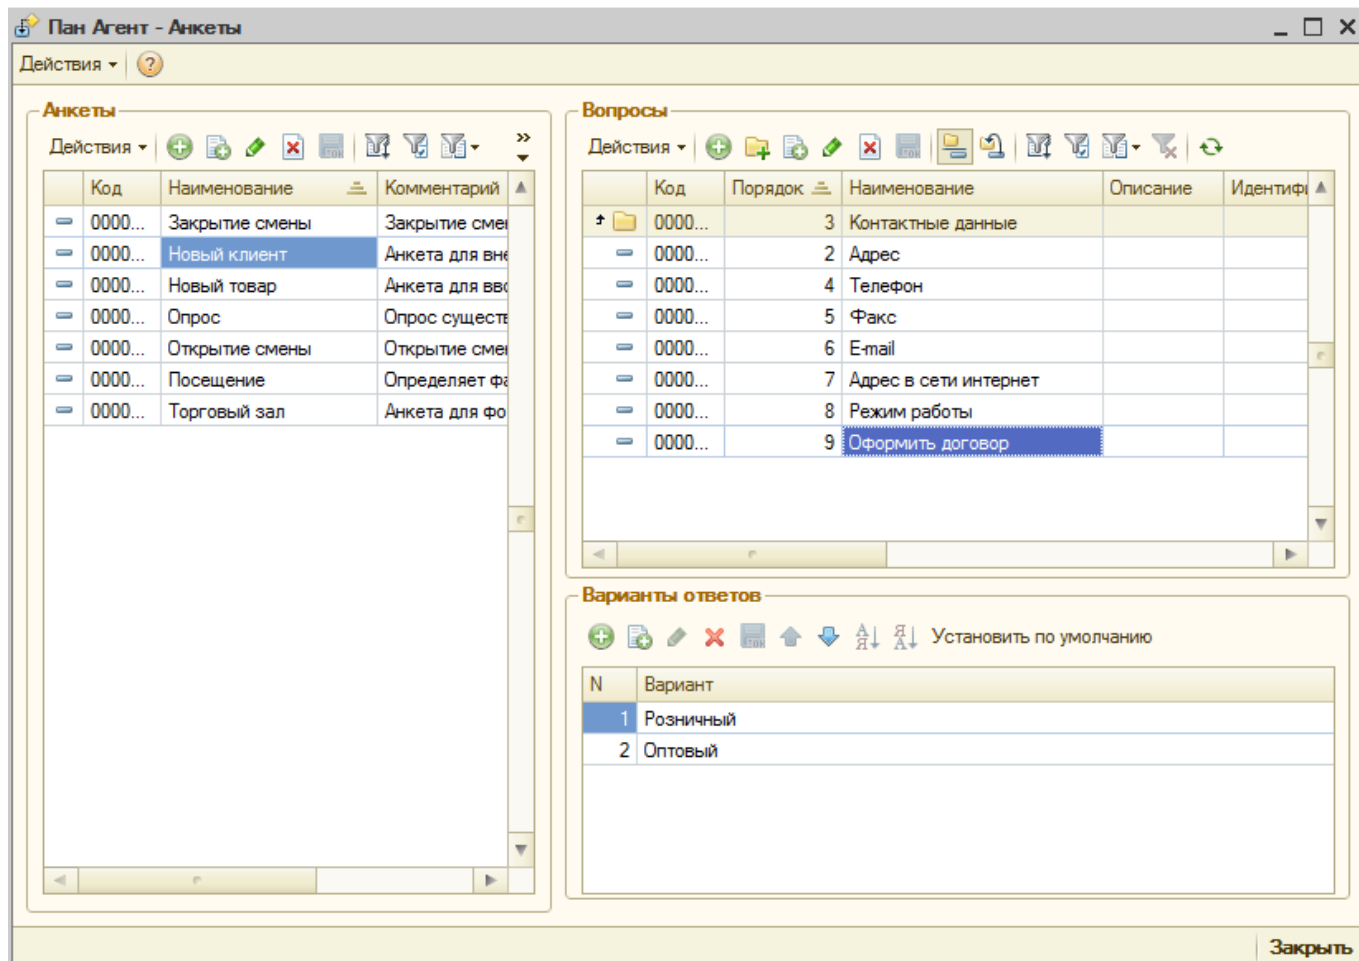 Пан Агент - Анкеты
Действия
Анкеты
Действия
Код Наименование Комментарий
0000... Закрытие смены Закрытие сме
0000... Новый клиент Анкета для вне
0000... Новый товар Анкета для вво
0000... Опрос Опрос существ
0000... Открытие смены Открытие сме
0000... Посещение Определяет фа
0000... Торговый зал Анкета для фо
Вопросы
Действия
Код Порядок Наименование Описание Идентифи
0000... 3 Контактные данные
0000... 2 Адрес
0000... 4 Телефон
0000... 5 Факс
0000... 6 E-mail
0000... 7 Адрес в сети интернет
0000... 8 Режим работы
0000... 9 Оформить договор
Варианты ответов
Установить по умолчанию
N Вариант
1 Розничный
2 Оптовый
Закрыть